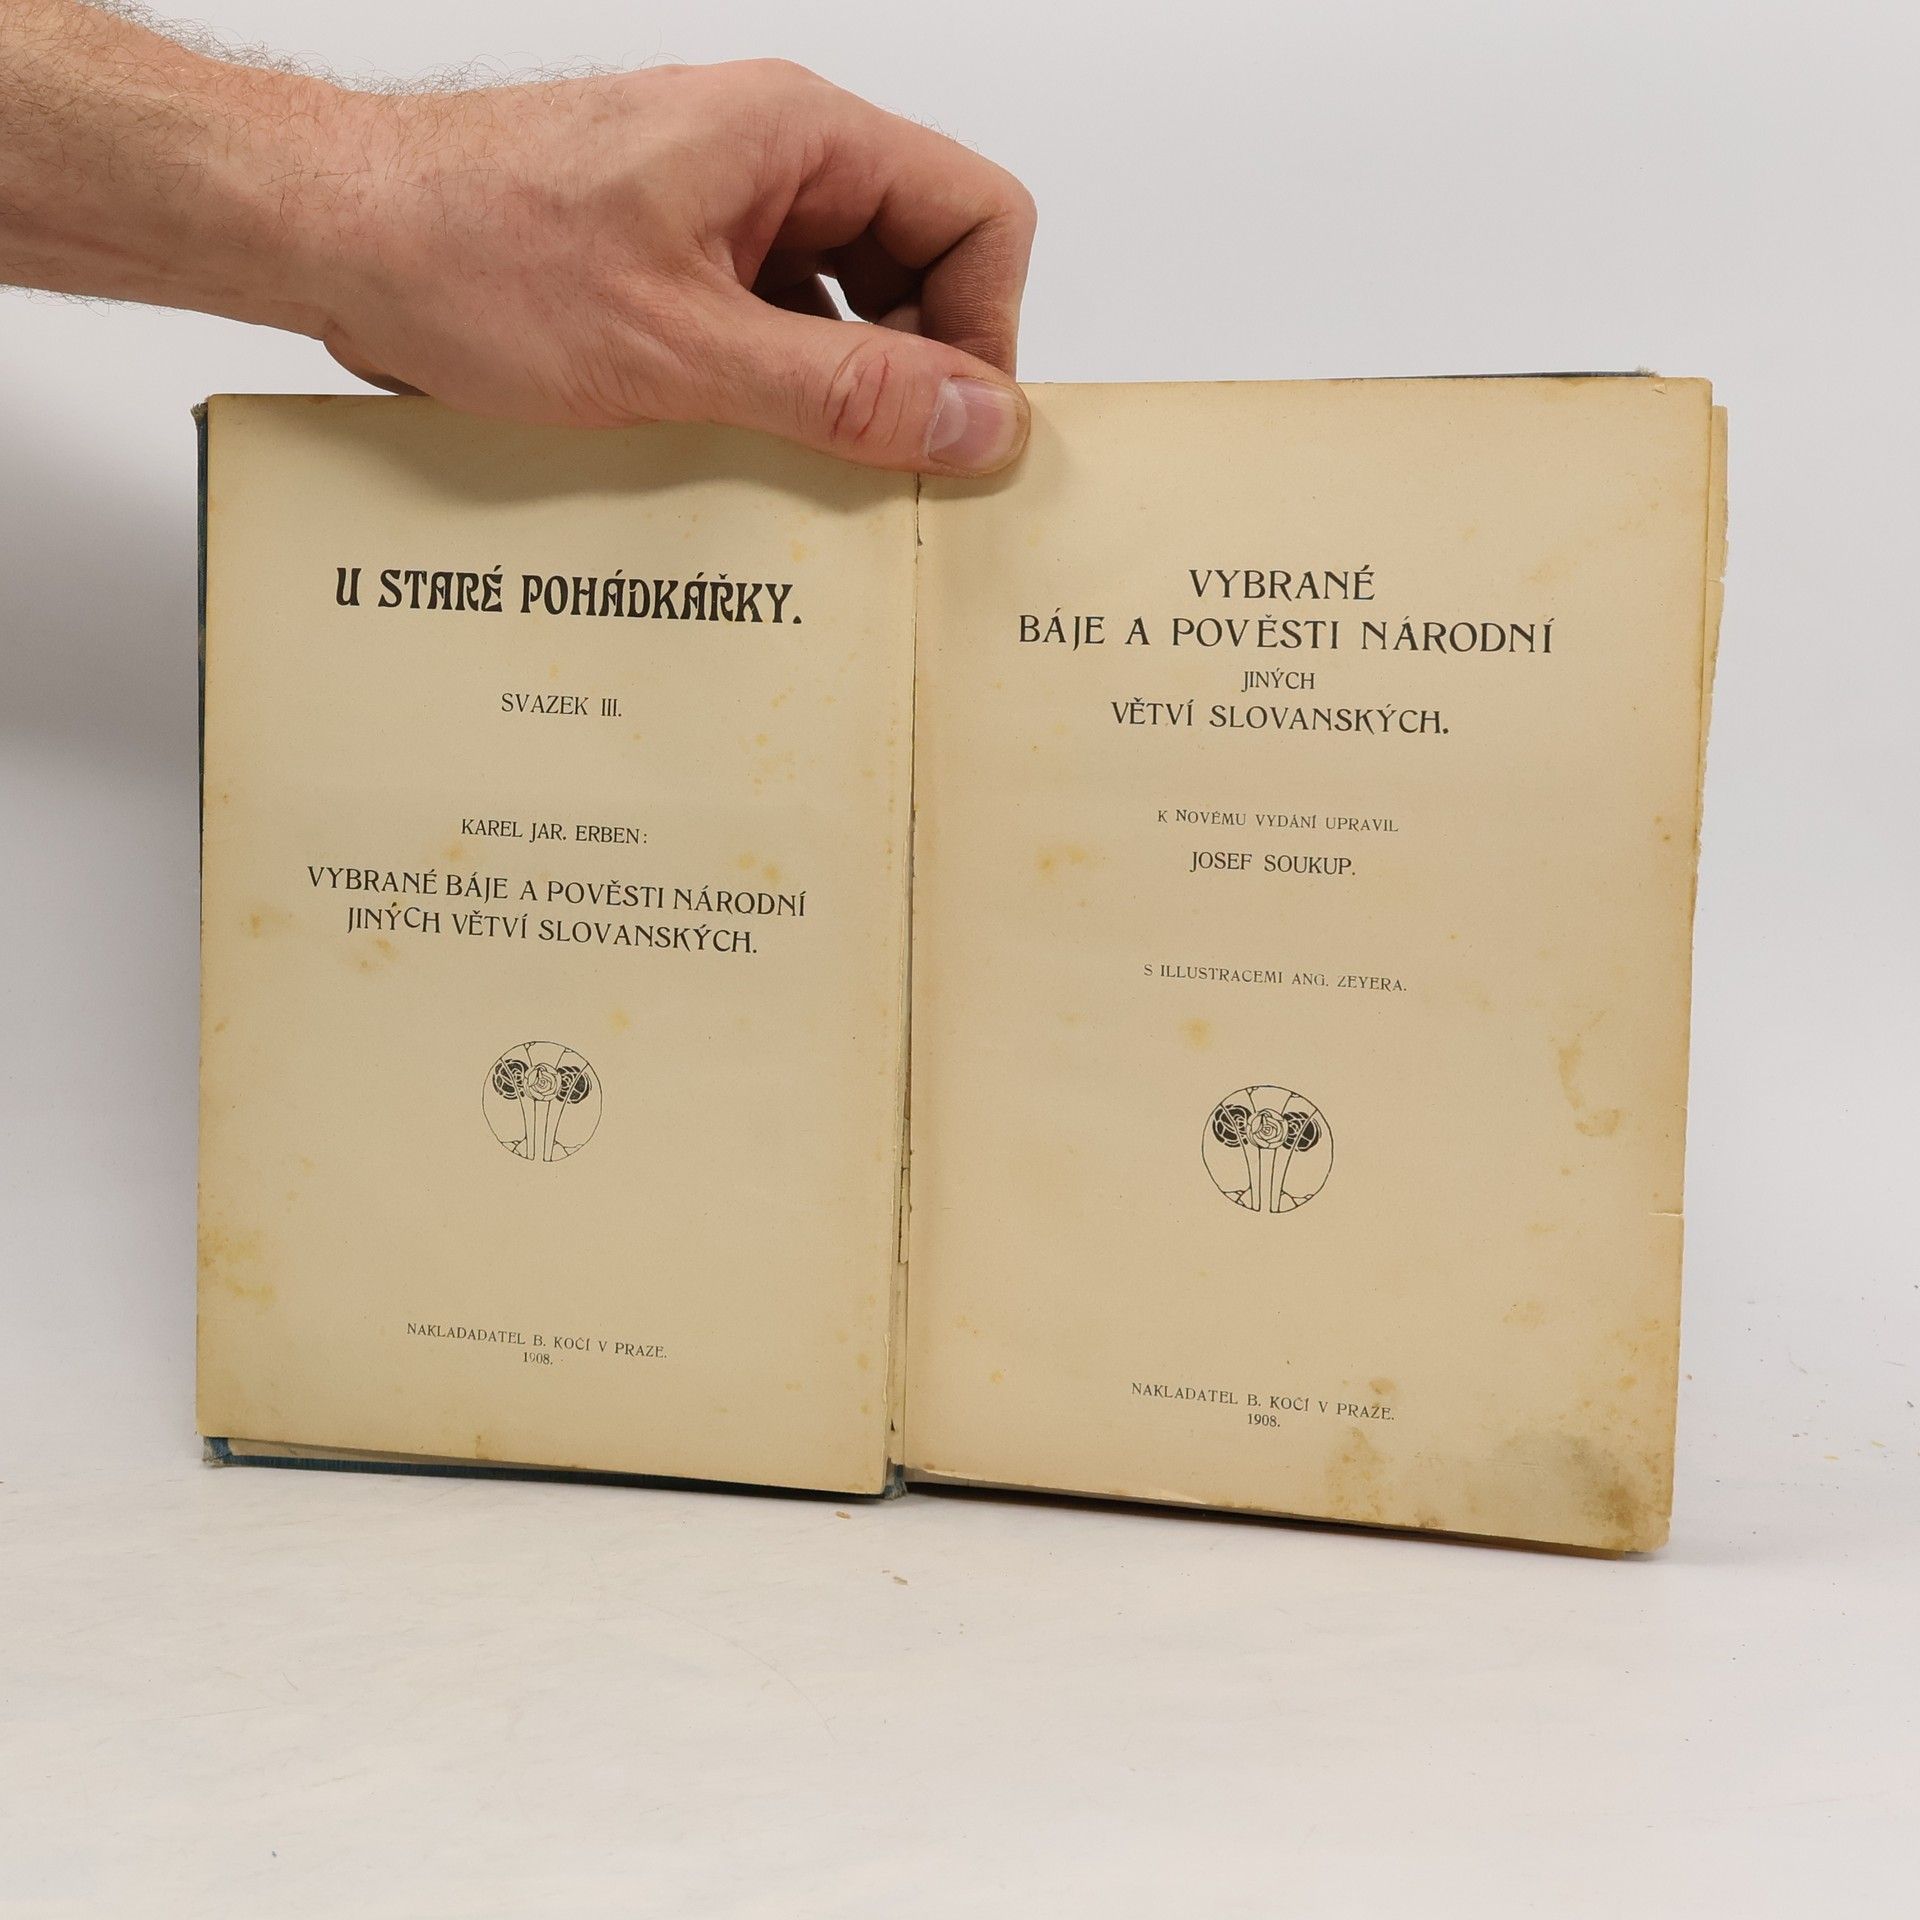 U STARÉ POHÁDKÁŘKY.
SVAZEK III.
KAREL JAR. ERBEN:
VYBRANÉ BÁJE A POVĚSTI NÁRODNÍ
JINÝCH VĚTVÍ SLOVANSKÝCH.
NAKLADADATEL B. KOČÍ V PRAZE.
1908.
VYBRANÉ
BÁJE A POVĚSTI NÁRODNÍ
JINÝCH
VĚTVÍ SLOVANSKÝCH.
K NOVÉMU VYDÁNÍ UPRAVIL
JOSEF SOUKUP.
S ILLUSTRACEMI ANG. ZEYERA.
NAKLADATEL B. KOČÍ V PRAZE.
1908.